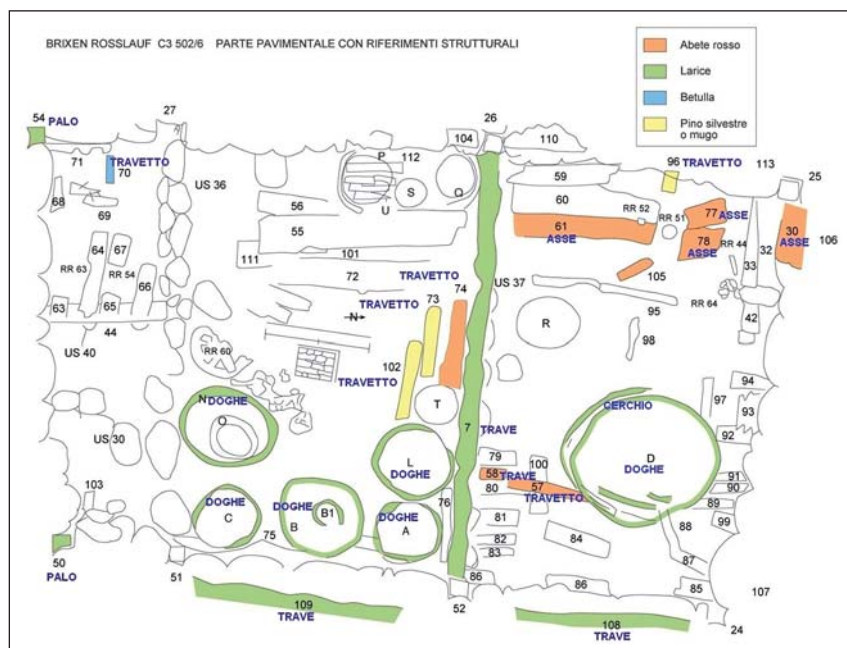 BRIXEN ROSSLAUF C3 502/6 PARTE PAVIMENTALE CON RIFERIMENTI STRUTTURALI
Abete rosso
Larice
Betulla
Pino silvestre
o mugo
54 PALO
27
26
104
110
71
TRAVETTO
70
US 36
P
112
59
96 TRAVETTO
113
25
68
69
56
S
Q
U
60
RR 52
RR 51
77 ASSE
55
61
ASSE
78
ASSE
RR 44
32
30
ASSE
106
64
67
RR 63
RR 54
66
111
101
72
TRAVETTO
74
US 37
105
33
63
65
TRAVETTO
73
95
RR 64
42
44
N
R
98
US 40
RR 60
102
TRAVETTO
94
N DOGHE
T
CERCHIO
97
93
O
7
TRAVE
D
DOGHE
92
US 30
L
DOGHE
79
100
58 TRAVE
57
TRAVETTO
91
90
103
DOGHE
C
DOGHE
B
B1
DOGHE
A
76
80
81
89
99
88
75
82
83
84
87
50
PALO
51
52
86
86
85
107
109
TRAVE
108
TRAVE
24